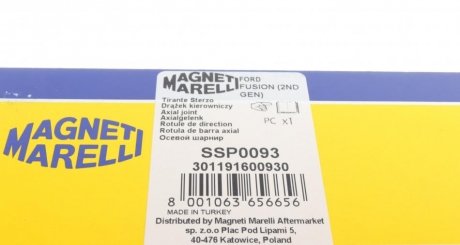 MAGNETI
MARELLI
FORD
FUSION (2ND
GEN)
Tirante Sterzo
Drążek kierowniczy
Axial joint
Axialgelenk
Rotule de direction
Rotula de barra axial
Осевой шарнир
PC x1
SSP0093
301191600930
8 001063 656656
MADE IN TURKEY
Distributed by Magneti Marelli Aftermarket
sp. z.o.o Plac Pod Lipami 5,
40-476 Katowice, Poland
MAGNETI
MARELLI